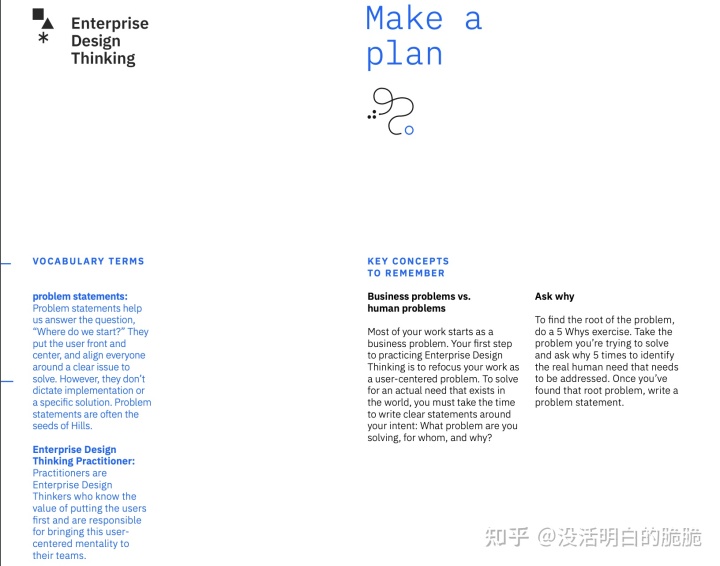 Enterprise
Design
Thinking
Make a
plan
VOCABULARY TERMS
problem statements:
Problem statements help
us answer the question,
“Where do we start?” They
put the user front and
center, and align everyone
around a clear issue to
solve. However, they don’t
dictate implementation or
a specific solution. Problem
statements are often the
seeds of Hills.
Enterprise Design
Thinking Practitioner:
Practitioners are
Enterprise Design
Thinkers who know the
value of putting the users
first and are responsible
for bringing this user-
centered mentality to
their teams.
KEY CONCEPTS
TO REMEMBER
Business problems vs.
human problems
Most of your work starts as a
business problem. Your first step
to practicing Enterprise Design
Thinking is to refocus your work as
a user-centered problem. To solve
for an actual need that exists in
the world, you must take the time
to write clear statements around
your intent: What problem are you
solving, for whom, and why?
Ask why
To find the root of the problem,
do a 5 Whys exercise. Take the
problem you’re trying to solve
and ask why 5 times to identify
the real human need that needs
to be addressed. Once you’ve
found that root problem, write a
problem statement.
知乎 @没活明白的脆脆